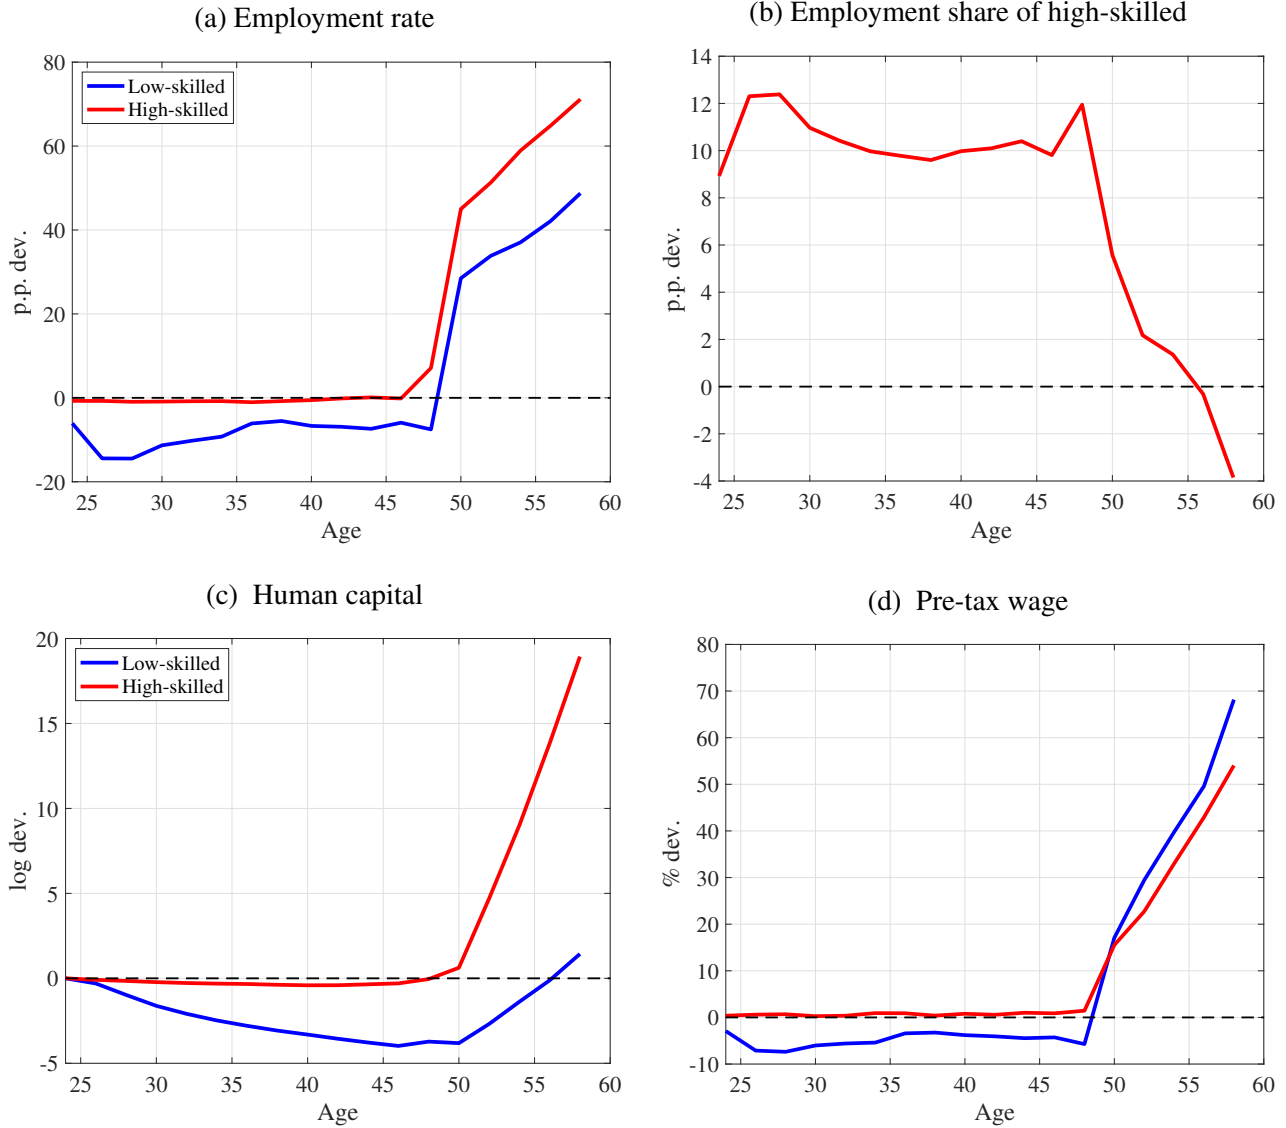 (a) Employment rate
80
60
40
20
0
-20
p.p. dev.
Low-skilled
High-skilled
25 30 35 40 45 50 55 60
Age
(b) Employment share of high-skilled
14
12
10
8
6
4
2
0
-2
-4
p.p. dev.
25 30 35 40 45 50 55 60
Age
(c) Human capital
20
15
10
5
0
-5
log dev.
Low-skilled
High-skilled
25 30 35 40 45 50 55 60
Age
(d) Pre-tax wage
80
70
60
50
40
30
20
10
0
-10
% dev.
25 30 35 40 45 50 55 60
Age